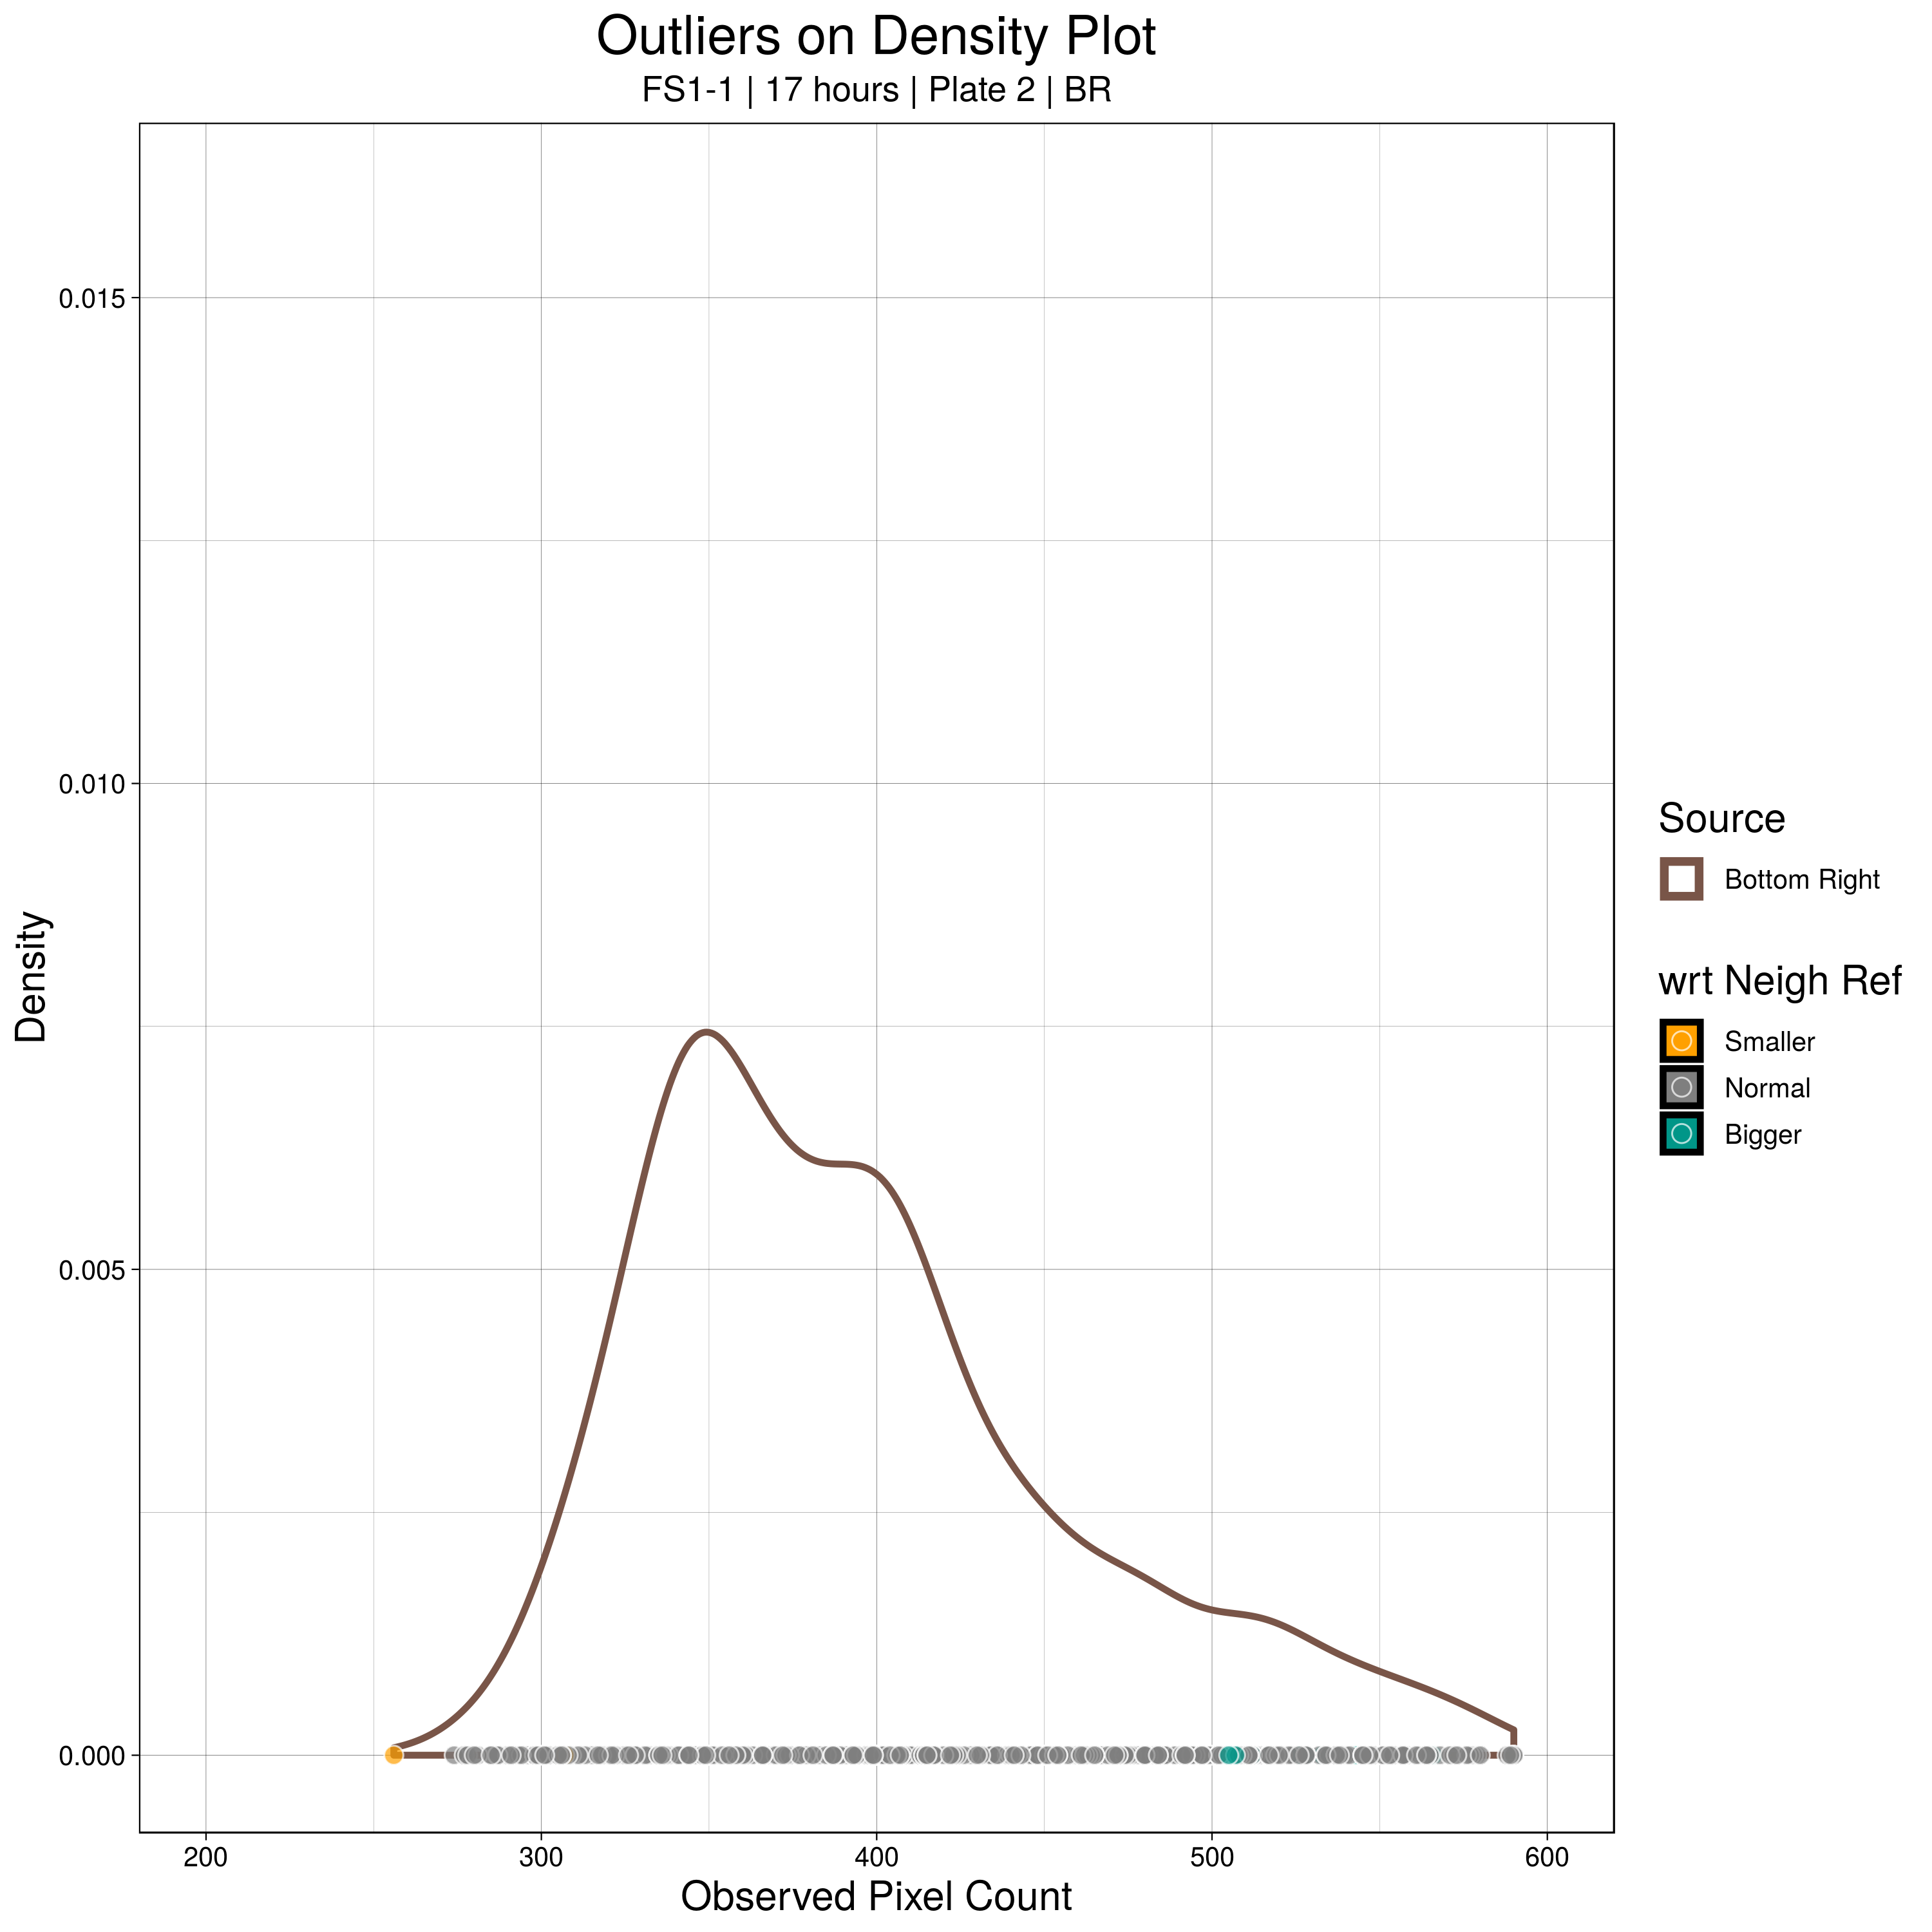 Outliers on Density Plot
FS1-1 | 17 hours | Plate 2 | BR
0.015
0.010
0.005
0.000
Density
200 300 400 500 600
Observed Pixel Count
Source
Bottom Right
wrt Neigh Ref
Smaller
Normal
Bigger